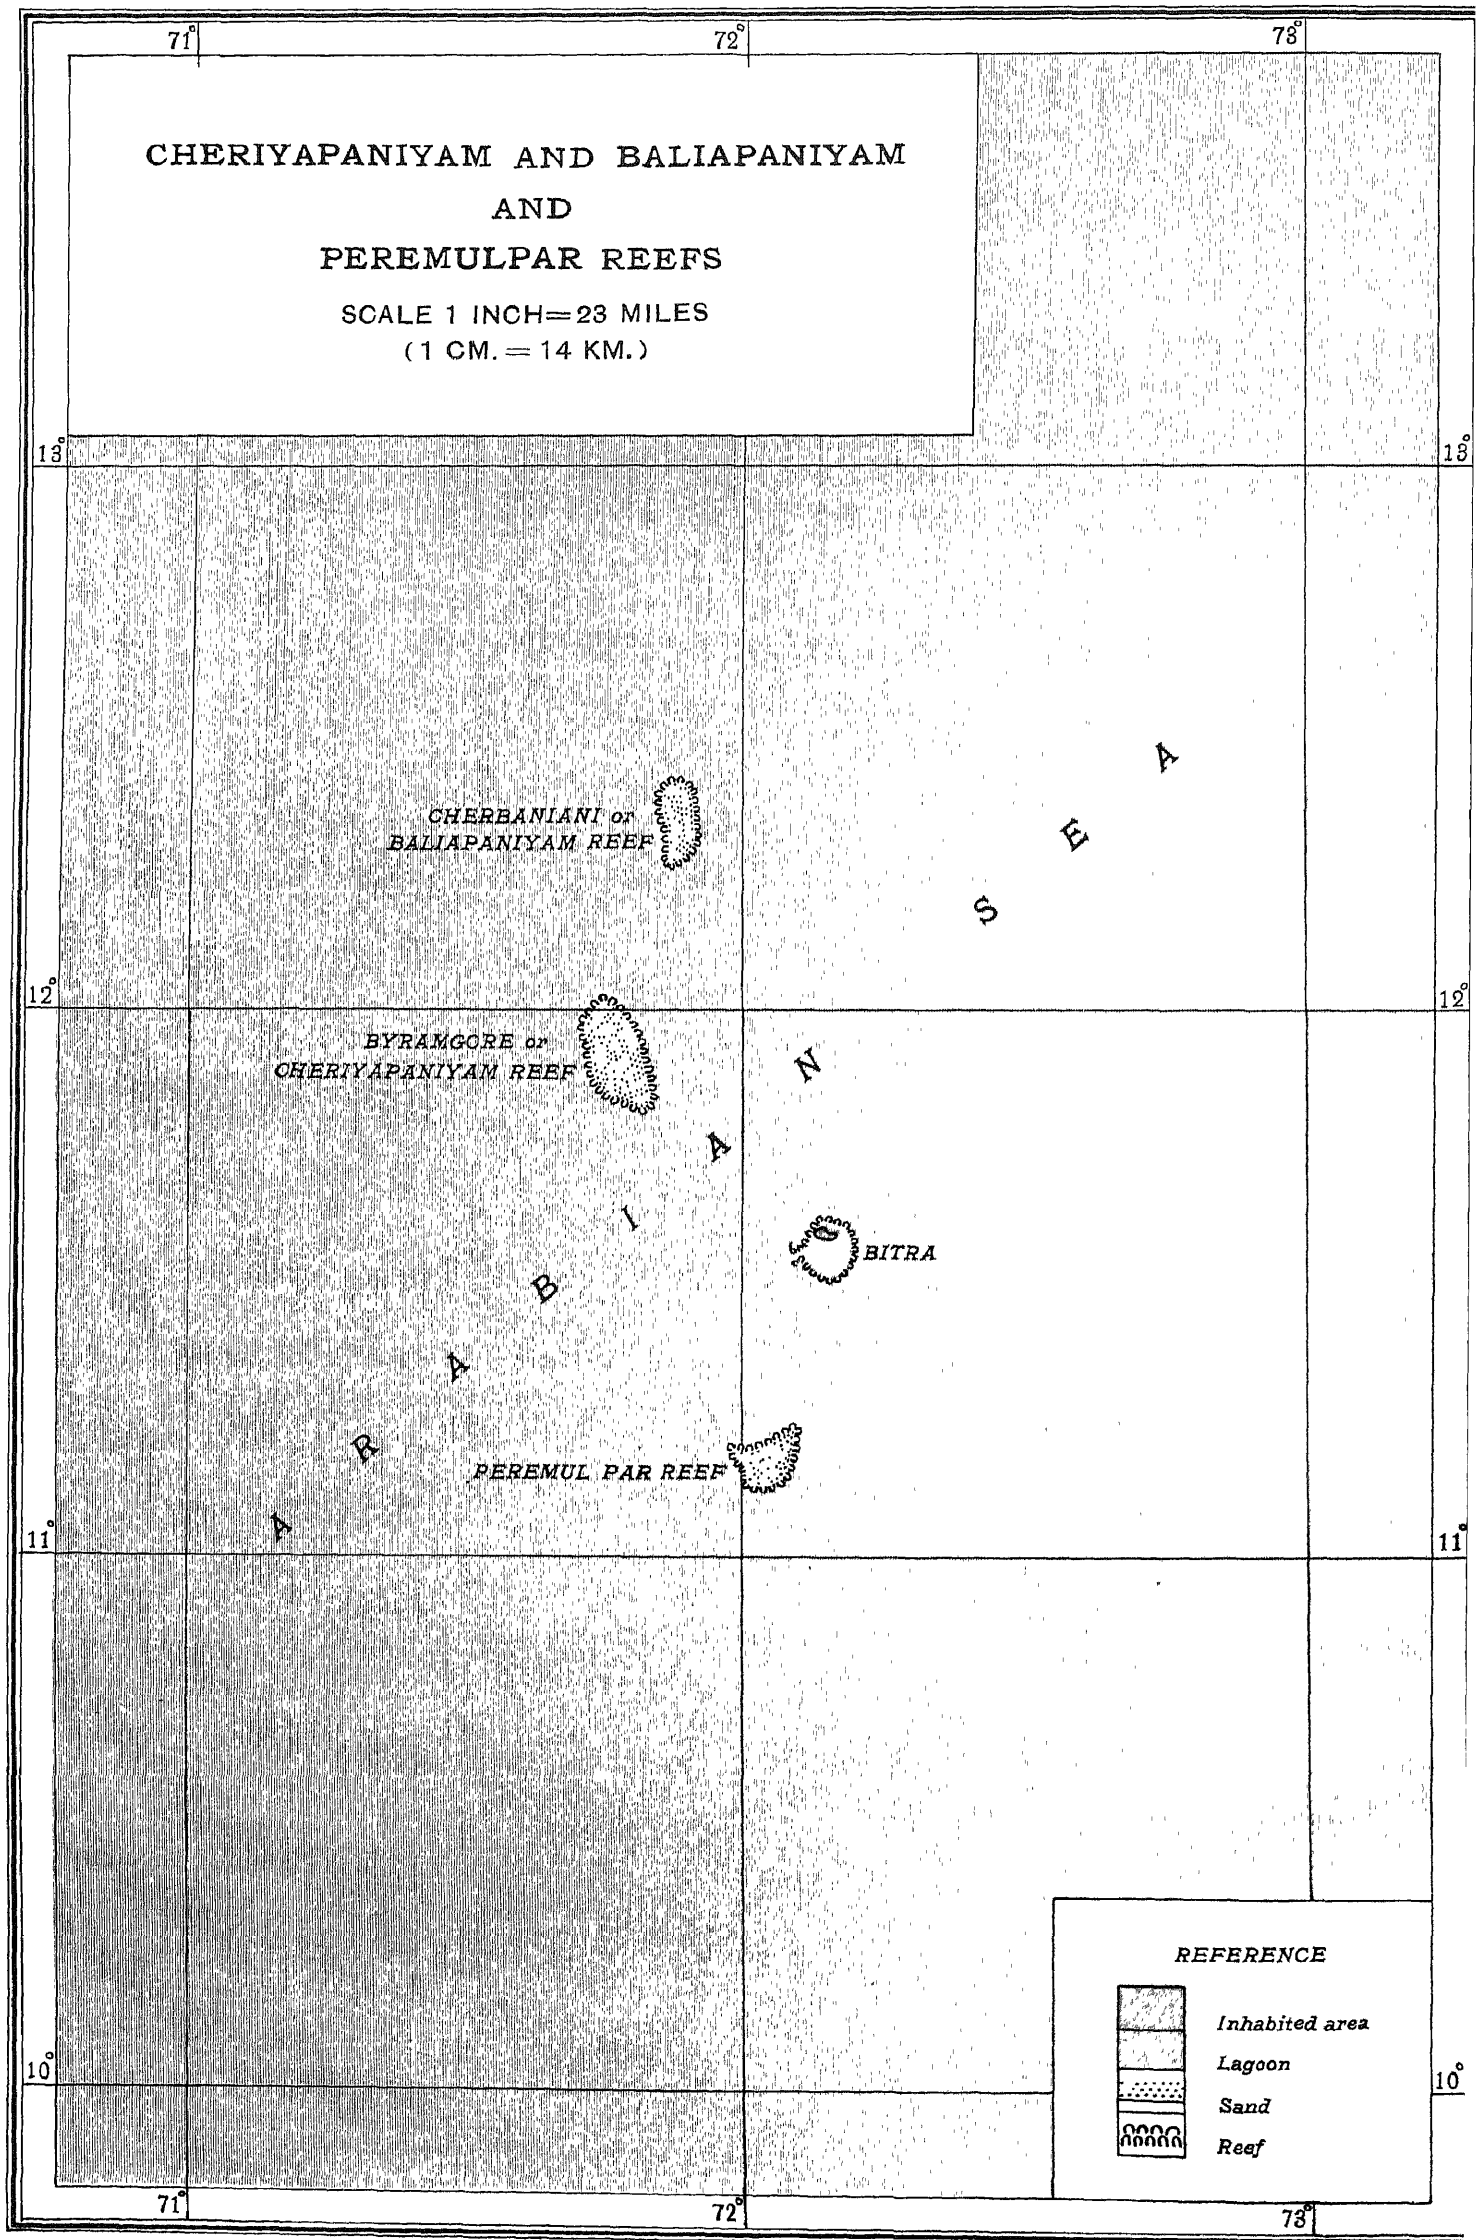 71° 72° 73°
CHERIYAPANIYAM AND BALIAPANIYAM
AND
PEREMULPAR REEFS
SCALE 1 INCH=23 MILES
(1 CM. = 14 KM.)
13° 13°
CHERBANIANI or
BALIAPANIYAM REEF
ARABIAN SEA
12° 12°
BYRAMGORE or
CHERIYAPANIYAM REEF
BITRA
PEREMUL PAR REEF
11° 11°
REFERENCE
Inhabited area
Lagoon
Sand
Reef
10° 10°
71° 72° 73°